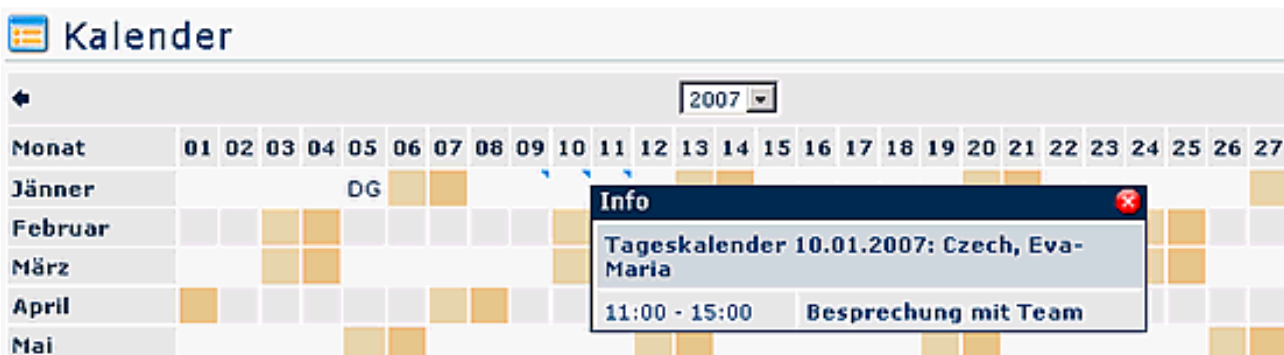 Kalender
2007
Monat 01 02 03 04 05 06 07 08 09 10 11 12 13 14 15 16 17 18 19 20 21 22 23 24 25 26 27
Jänner DG
Info
Februar
Tageskalender 10.01.2007: Czech, Eva-
Maria
März
April
11:00 - 15:00 Besprechung mit Team
Mai